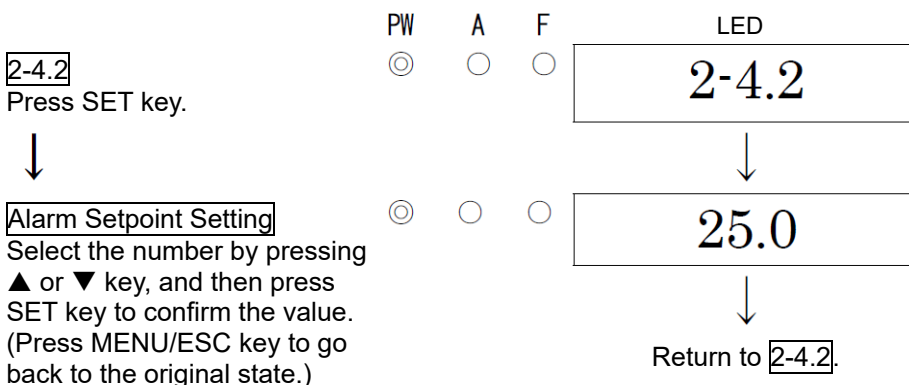 PW A F LED
2-4.2 ◎ ○ ○ 2-4.2
Press SET key.
↓ ↓
Alarm Setpoint Setting ◎ ○ ○ 25.0
Select the number by pressing
▲ or ▼ key, and then press ↓
SET key to confirm the value.
(Press MENU/ESC key to go Return to 2-4.2.
back to the original state.)